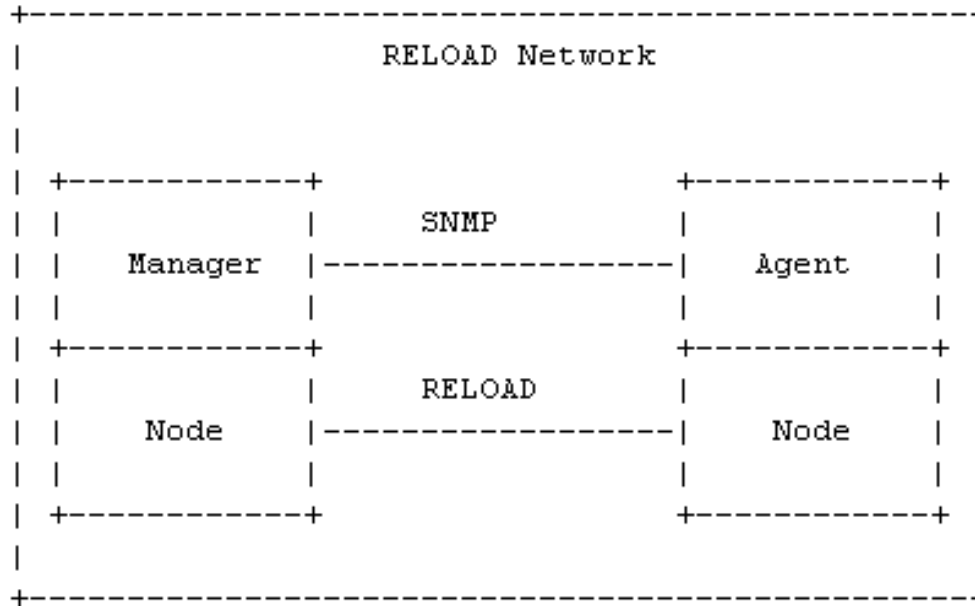 RELOAD Network
SNMP
Manager Agent
RELOAD
Node Node